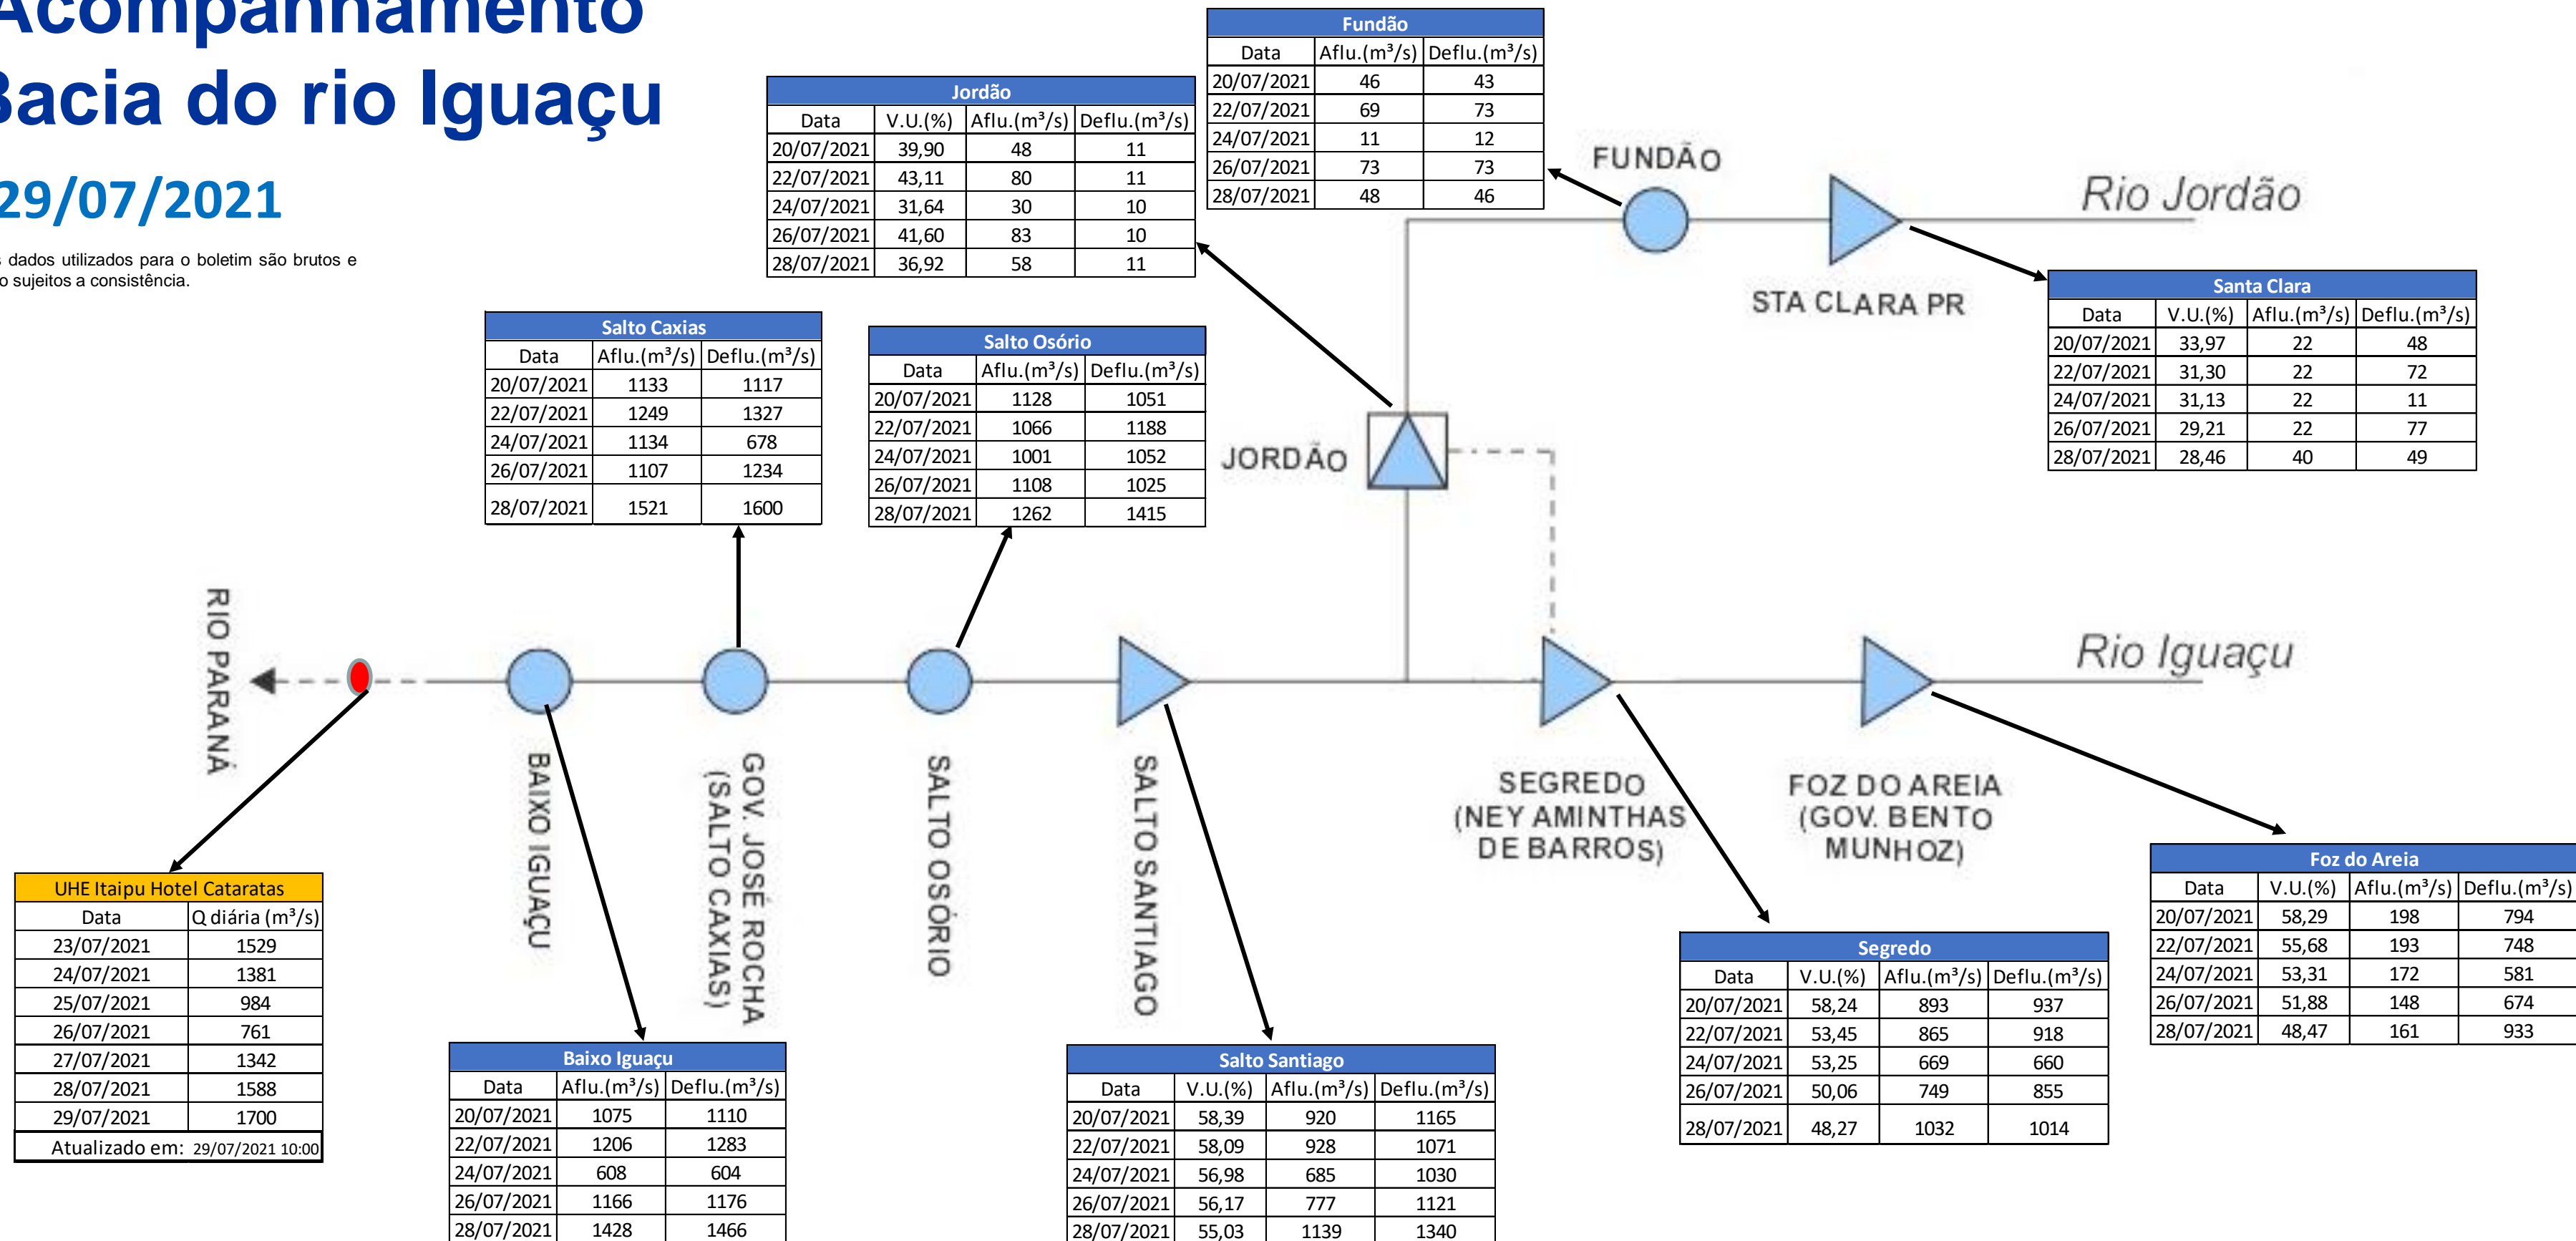 Acompanhamento
Bacia do rio Iguaçu
29/07/2021
s dados utilizados para o boletim são brutos e
o sujeitos a consistência.
Fundão
Data Aflu.(m³/s) Deflu.(m³/s)
20/07/2021 46 43
22/07/2021 69 73
24/07/2021 11 12
26/07/2021 73 73
28/07/2021 48 46
Jordão
Data V.U.(%) Aflu.(m³/s) Deflu.(m³/s)
20/07/2021 39,90 48 11
22/07/2021 43,11 80 11
24/07/2021 31,64 30 10
26/07/2021 41,60 83 10
28/07/2021 36,92 58 11
FUNDÃO
STA CLARA PR
Rio Jordão
Santa Clara
Data V.U.(%) Aflu.(m³/s) Deflu.(m³/s)
20/07/2021 33,97 22 48
22/07/2021 31,30 22 72
24/07/2021 31,13 22 11
26/07/2021 29,21 22 77
28/07/2021 28,46 40 49
Salto Caxias
Data Aflu.(m³/s) Deflu.(m³/s)
20/07/2021 1133 1117
22/07/2021 1249 1327
24/07/2021 1134 678
26/07/2021 1107 1234
28/07/2021 1521 1600
Salto Osório
Data Aflu.(m³/s) Deflu.(m³/s)
20/07/2021 1128 1051
22/07/2021 1066 1188
24/07/2021 1001 1052
26/07/2021 1108 1025
28/07/2021 1262 1415
JORDÃO
RIO PARANÁ
Rio Iguaçu
BAIXO IGUAÇU
GOV. JOSÉ ROCHA
(SALTO CAXIAS)
SALTO OSÓRIO
SALTO SANTIAGO
SEGREDO
(NEY AMINTHAS
DE BARROS)
FOZ DO AREIA
(GOV. BENTO
MUNHOZ)
UHE Itaipu Hotel Cataratas
Data Q diária (m³/s)
23/07/2021 1529
24/07/2021 1381
25/07/2021 984
26/07/2021 761
27/07/2021 1342
28/07/2021 1588
29/07/2021 1700
Atualizado em: 29/07/2021 10:00
Baixo Iguaçu
Data Aflu.(m³/s) Deflu.(m³/s)
20/07/2021 1075 1110
22/07/2021 1206 1283
24/07/2021 608 604
26/07/2021 1166 1176
28/07/2021 1428 1466
Salto Santiago
Data V.U.(%) Aflu.(m³/s) Deflu.(m³/s)
20/07/2021 58,39 920 1165
22/07/2021 58,09 928 1071
24/07/2021 56,98 685 1030
26/07/2021 56,17 777 1121
28/07/2021 55,03 1139 1340
Segredo
Data V.U.(%) Aflu.(m³/s) Deflu.(m³/s)
20/07/2021 58,24 893 937
22/07/2021 53,45 865 918
24/07/2021 53,25 669 660
26/07/2021 50,06 749 855
28/07/2021 48,27 1032 1014
Foz do Areia
Data V.U.(%) Aflu.(m³/s) Deflu.(m³/s)
20/07/2021 58,29 198 794
22/07/2021 55,68 193 748
24/07/2021 53,31 172 581
26/07/2021 51,88 148 674
28/07/2021 48,47 161 933